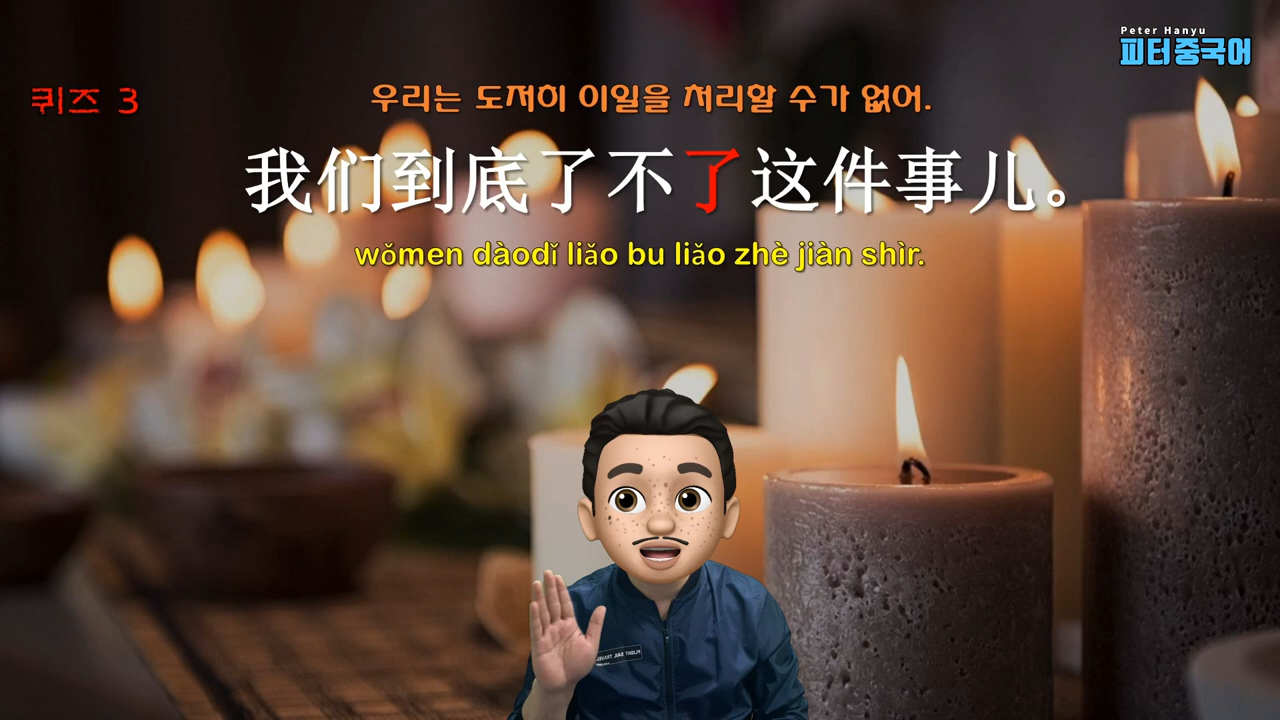 Peter Hanyu
피터 중국어
퀴즈 3
우리는 도저히 이일을 처리할 수가 없어.
我们到底了不了这件事儿。
wǒmen dàodǐ liǎo bu liǎo zhè jiàn shìr.